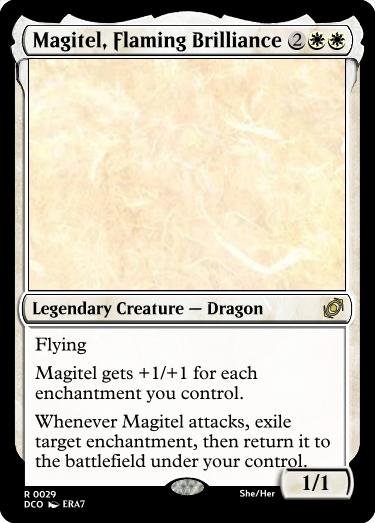 Magitel, Flaming Brilliance 2
Legendary Creature — Dragon
Flying
Magitel gets +1/+1 for each
enchantment you control.
Whenever Magitel attacks, exile
target enchantment, then return it to
the battlefield under your control.
1/1
R 0029
DCO ERA7
She/Her